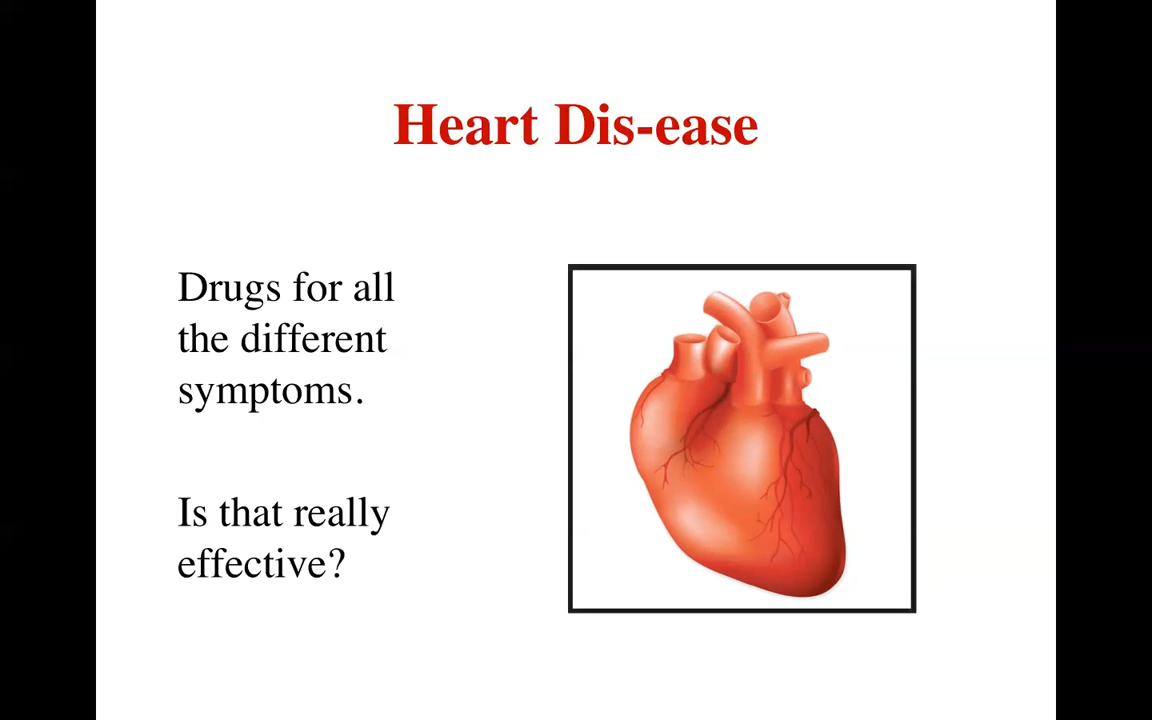 Heart Dis-ease
Drugs for all
the different
symptoms.
Is that really
effective?